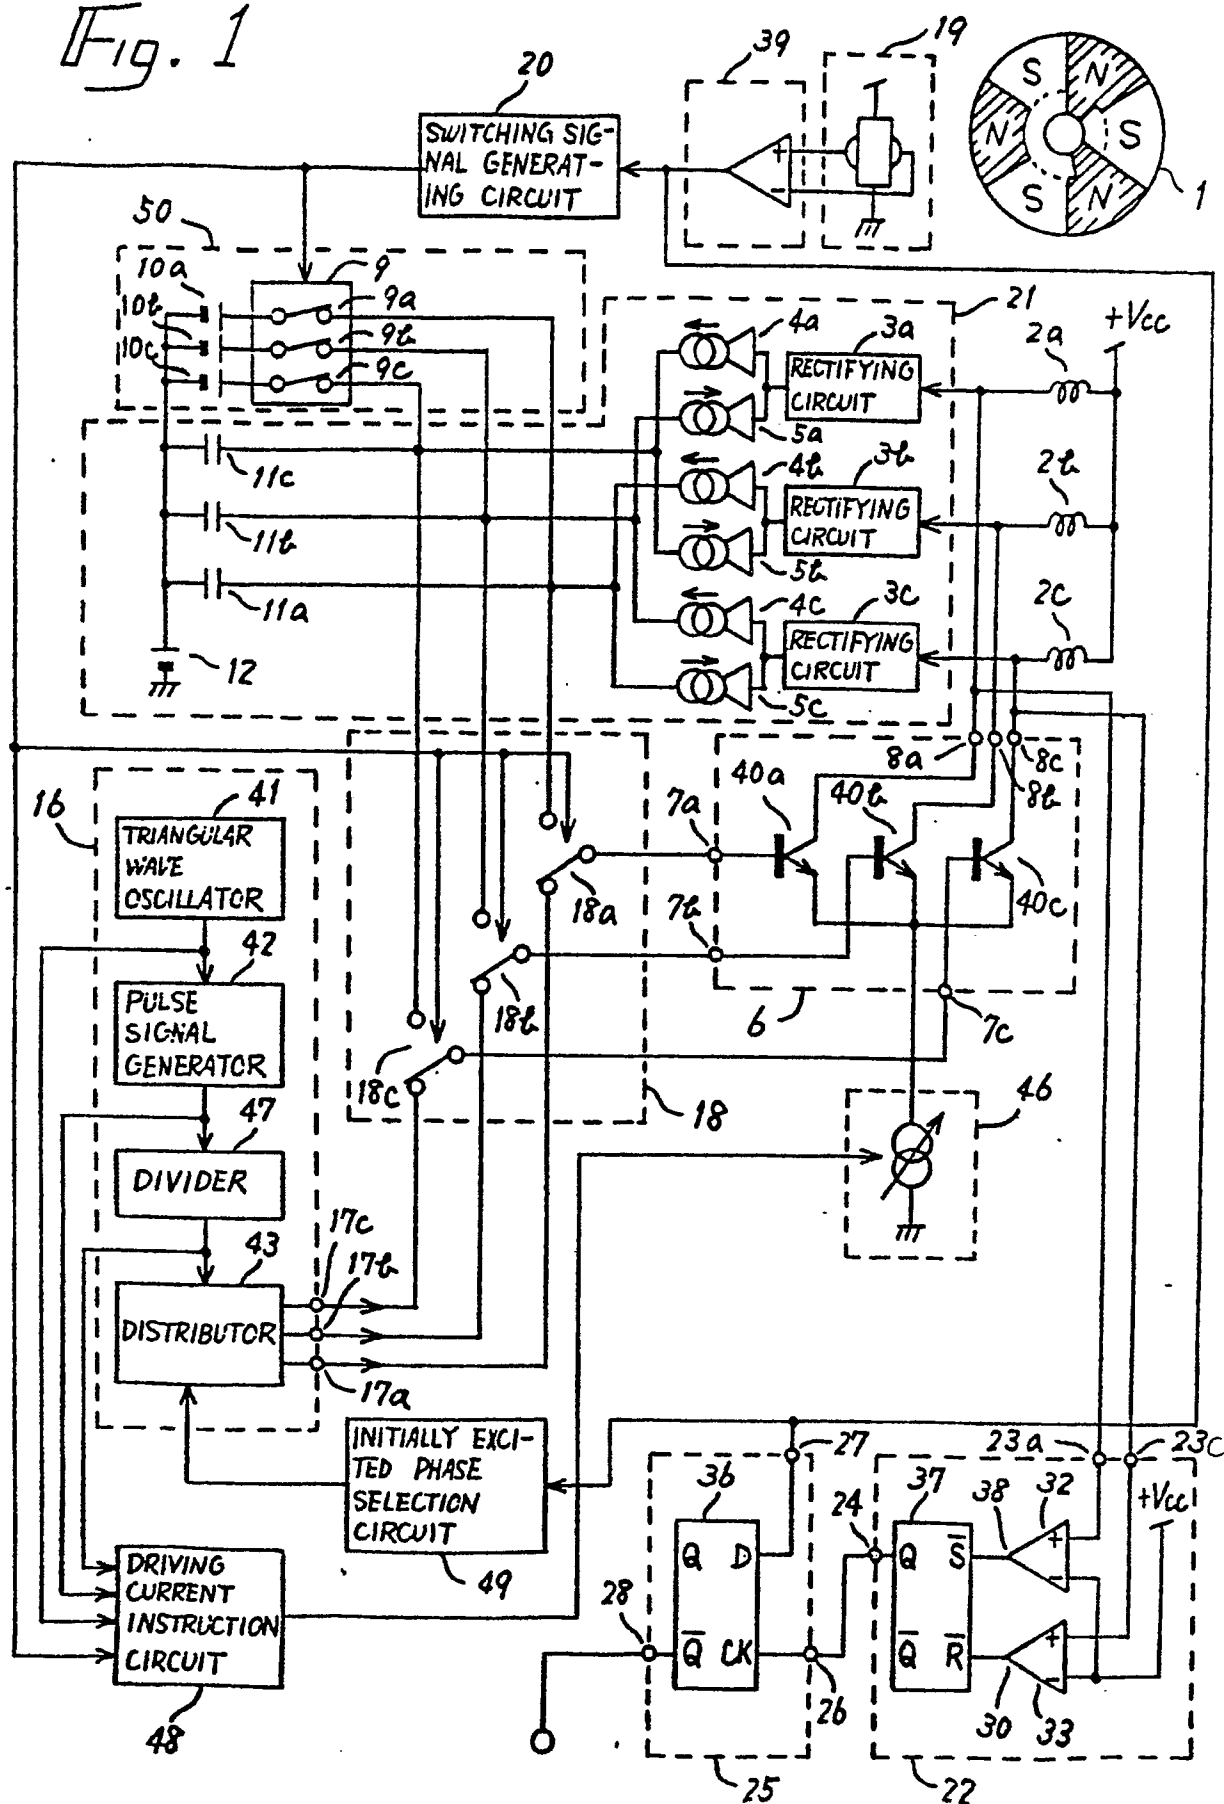 Fig. 1
39
19
20
SWITCHING SIG-
NAL GENERAT-
ING CIRCUIT
+
-
S
N
S
N
S
N
1
50
10a
10b
10c
9
9a
9b
9c
21
4a
3a
2a
+Vcc
RECTIFYING
CIRCUIT
5a
4b
3b
2b
RECTIFYING
CIRCUIT
5b
4c
3c
2c
RECTIFYING
CIRCUIT
5c
11c
11b
11a
12
8a
8c
8b
16
41
TRIANGULAR
WAVE
OSCILLATOR
40a
40b
40c
7a
7b
7c
6
18a
18b
18c
18
42
PULSE
SIGNAL
GENERATOR
47
DIVIDER
46
43
DISTRIBUTOR
17c
17b
17a
INITIALLY EXCI-
TED PHASE
SELECTION
CIRCUIT
49
DRIVING
CURRENT
INSTRUCTION
CIRCUIT
48
27
36
Q D
Q̅ CK
28
26
25
23a
23c
24
37
38
32
+Vcc
Q S̅
Q̅ R̅
+
-
+
-
30
33
22